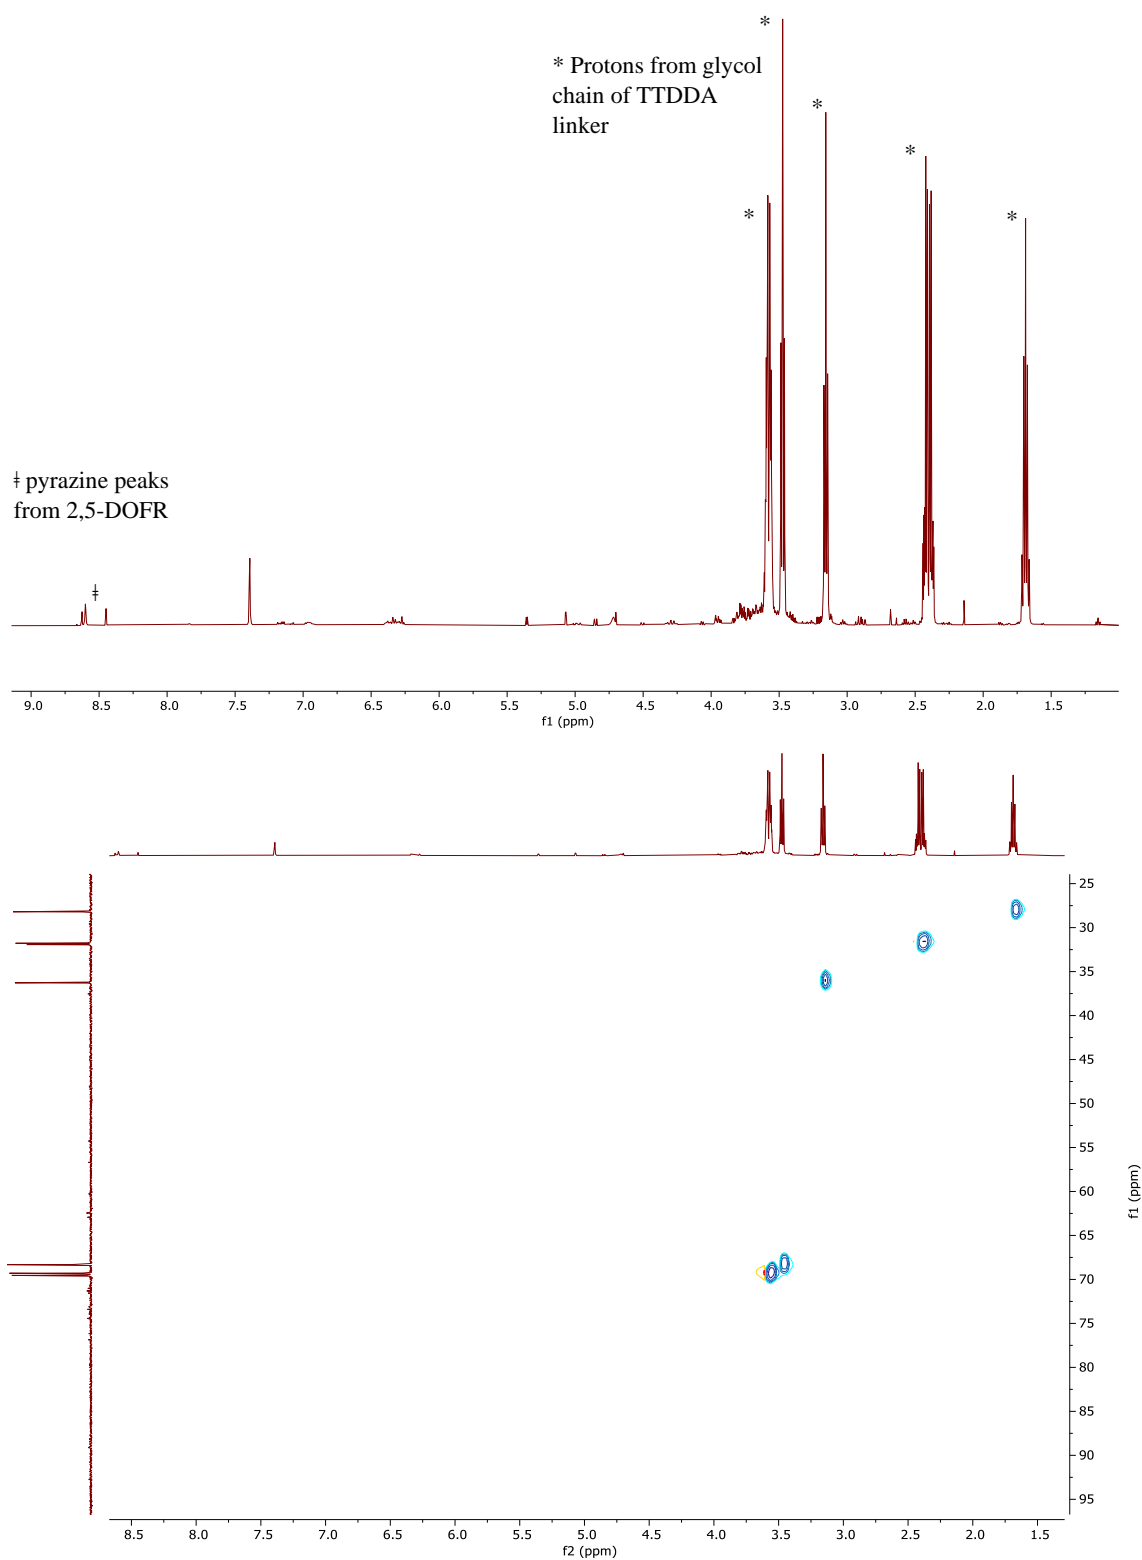 *
* Protons from glycol
chain of TTDDA
linker
*
*
*
*
‡ pyrazine peaks
from 2,5-DOFR
‡
9.0 8.5 8.0 7.5 7.0 6.5 6.0 5.5 5.0 4.5 4.0 3.5 3.0 2.5 2.0 1.5
f1 (ppm)
25
30
35
40
45
50
55
60
65
70
75
80
85
90
95
f1 (ppm)
8.5 8.0 7.5 7.0 6.5 6.0 5.5 5.0 4.5 4.0 3.5 3.0 2.5 2.0 1.5
f2 (ppm)